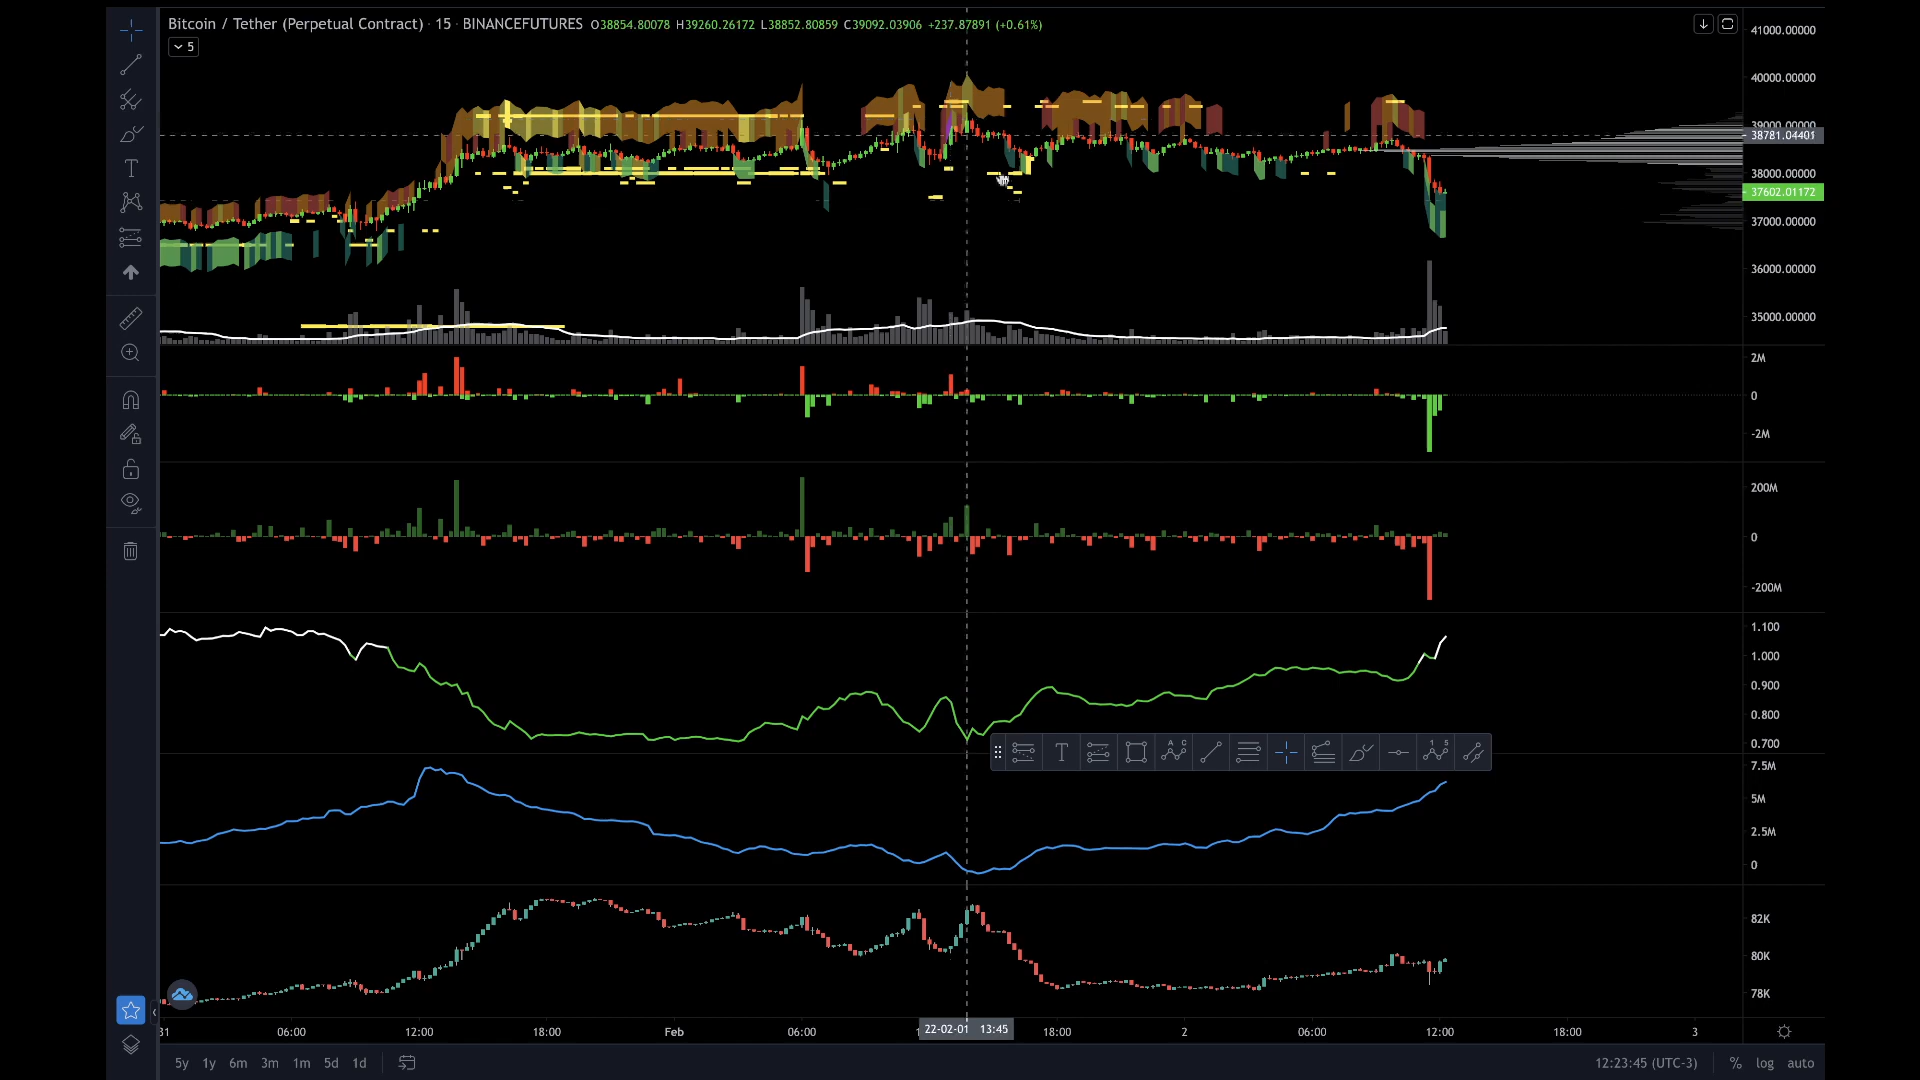 Bitcoin / Tether (Perpetual Contract) · 15 · BINANCEFUTURES O38854.80078 H39260.26172 L38852.80859 C39092.03906 +237.87891 (+0.61%)
5
41000.00000
40000.00000
39000.00000
38781.04401
38000.00000
37602.01172
37000.00000
36000.00000
35000.00000
2M
0
-2M
200M
0
-200M
1.100
1.000
0.900
0.800
0.700
7.5M
5M
2.5M
0
82K
80K
78K
31 06:00 12:00 18:00 Feb 06:00 22-02-01 13:45 18:00 2 06:00 12:00 18:00 3
5y 1y 6m 3m 1m 5d 1d 12:23:45 (UTC-3) % log auto